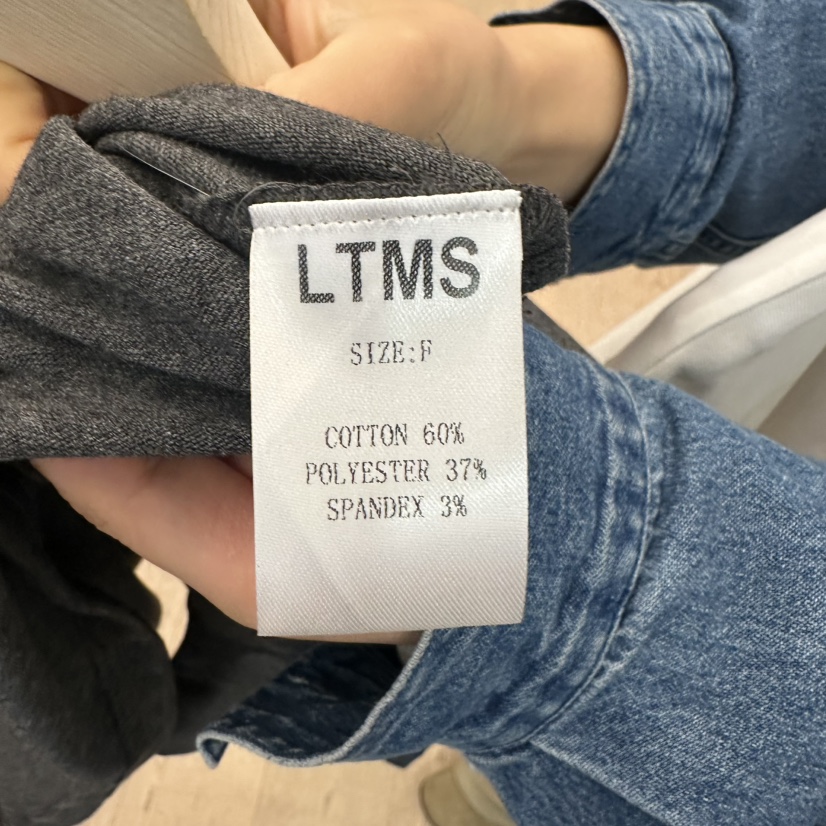 LTMS
SIZE:F
COTTON 60%
POLYESTER 37%
SPANDEX 3%